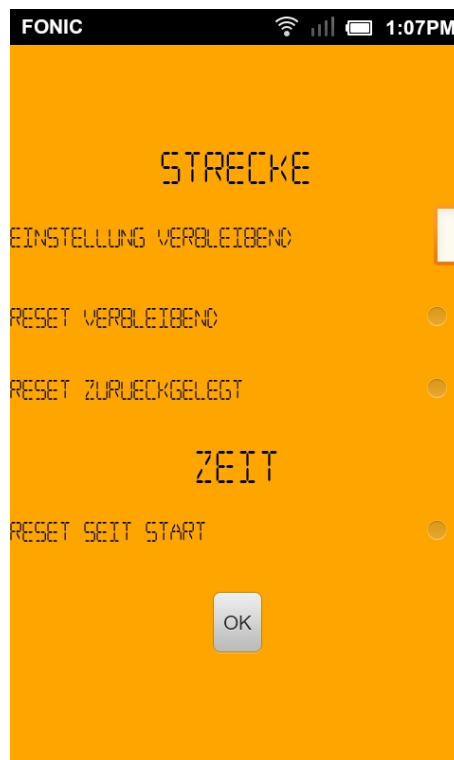 FONIC 1:07PM
STRECKE
EINSTELLUNG VERBLEIBEND
RESET VERBLEIBEND
RESET ZURUECKGELEGT
ZEIT
RESET SEIT START
OK